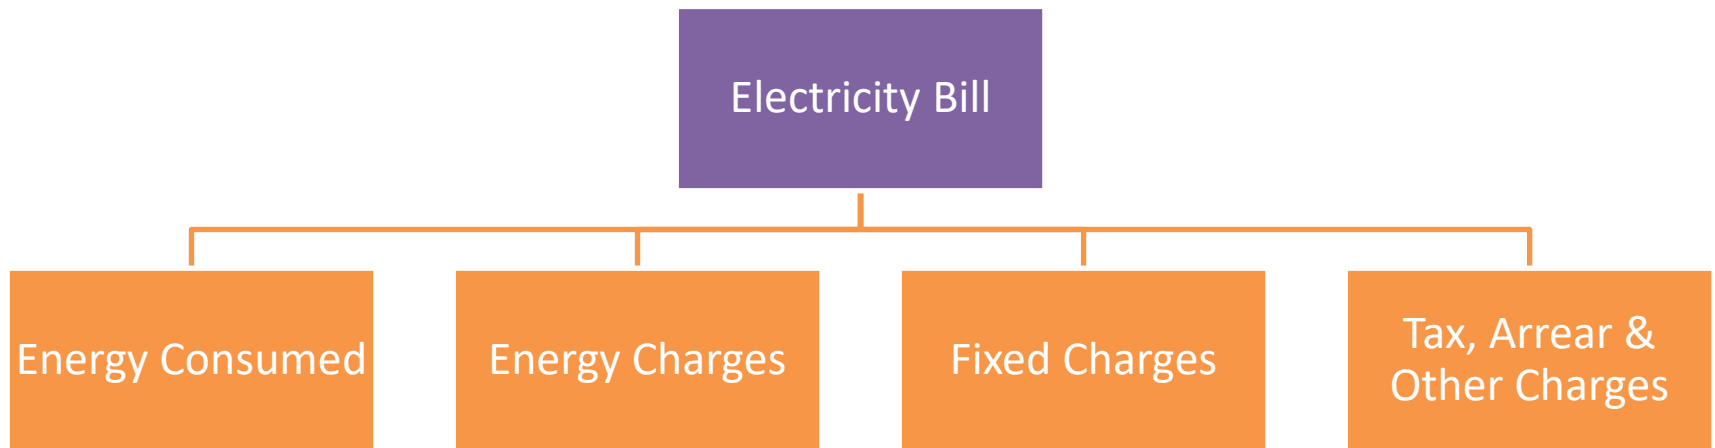 Electricity Bill
Energy Consumed
Energy Charges
Fixed Charges
Tax, Arrear &
Other Charges